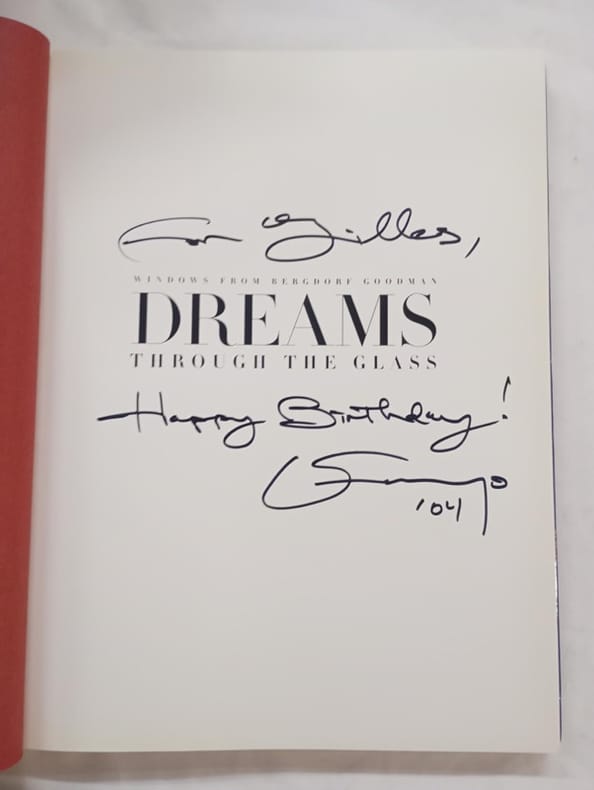 For Gilles,
WINDOWS FROM BERGDORF GOODMAN
DREAMS
THROUGH THE GLASS
Happy Birthday!
'04